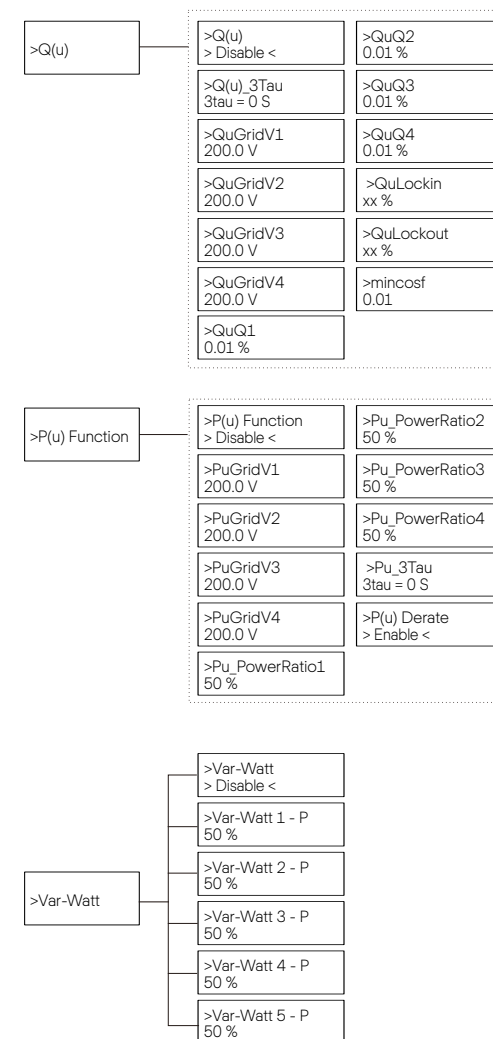 >Q(u)
>Q(u)
> Disable <
>Q(u)_3Tau
3tau = 0 S
>QuGridV1
200.0 V
>QuGridV2
200.0 V
>QuGridV3
200.0 V
>QuGridV4
200.0 V
>QuQ1
0.01 %
>QuQ2
0.01 %
>QuQ3
0.01 %
>QuQ4
0.01 %
>QuLockin
xx %
>QuLockout
xx %
>mincosf
0.01
>P(u) Function
>P(u) Function
> Disable <
>PuGridV1
200.0 V
>PuGridV2
200.0 V
>PuGridV3
200.0 V
>PuGridV4
200.0 V
>Pu_PowerRatio1
50 %
>Pu_PowerRatio2
50 %
>Pu_PowerRatio3
50 %
>Pu_PowerRatio4
50 %
>Pu_3Tau
3tau = 0 S
>P(u) Derate
> Enable <
>Var-Watt
>Var-Watt
> Disable <
>Var-Watt 1 - P
50 %
>Var-Watt 2 - P
50 %
>Var-Watt 3 - P
50 %
>Var-Watt 4 - P
50 %
>Var-Watt 5 - P
50 %